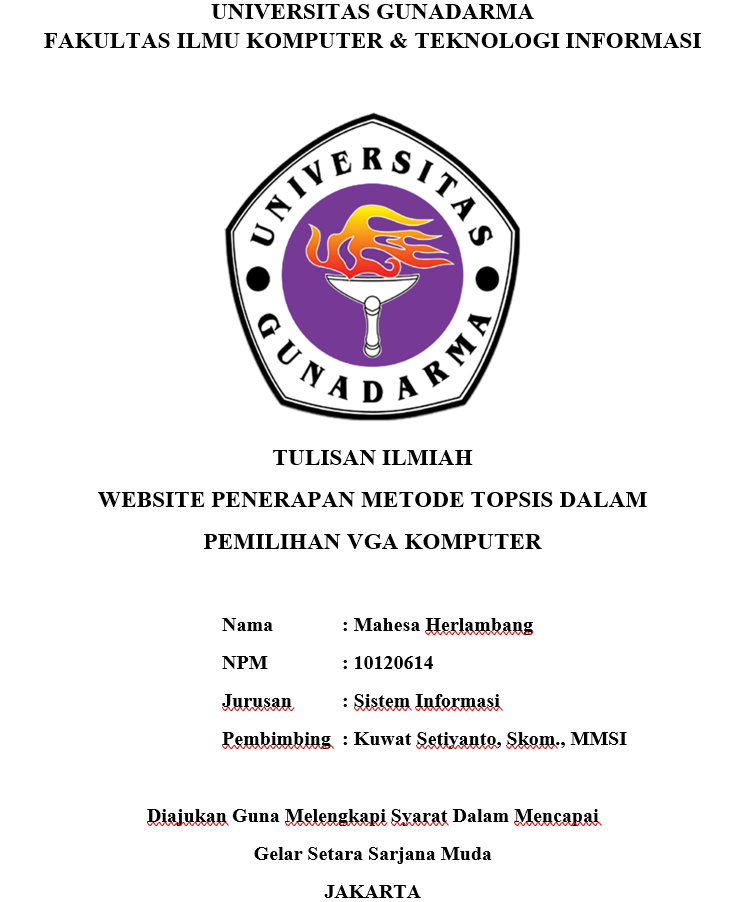 UNIVERSITAS GUNADARMA
FAKULTAS ILMU KOMPUTER & TEKNOLOGI INFORMASI
UNIVERSITAS
GUNADARMA
TULISAN ILMIAH
WEBSITE PENERAPAN METODE TOPSIS DALAM
PEMILIHAN VGA KOMPUTER
Nama : Mahesa Herlambang
NPM : 10120614
Jurusan : Sistem Informasi
Pembimbing : Kuwat Setiyanto, Skom., MMSI
Diajukan Guna Melengkapi Syarat Dalam Mencapai
Gelar Setara Sarjana Muda
JAKARTA